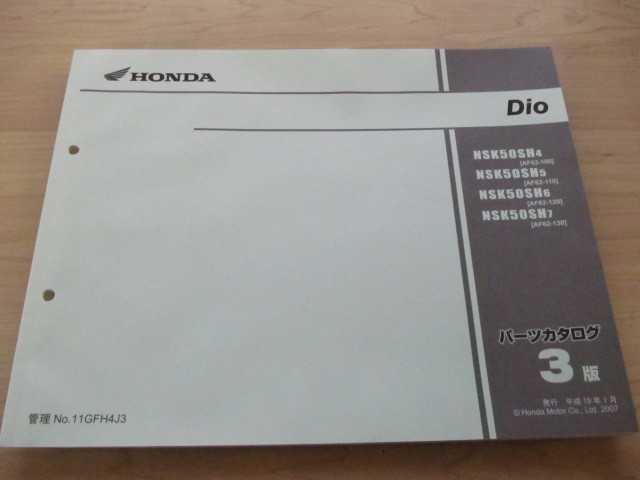 HONDA
Dio
NSK50SH4
[AF62-100]
NSK50SH5
[AF62-110]
NSK50SH6
[AF62-120]
NSK50SH7
[AF62-130]
パーツカタログ
3版
発行 平成19年1月
© Honda Motor Co., Ltd. 2007
管理 No.11GFH4J3